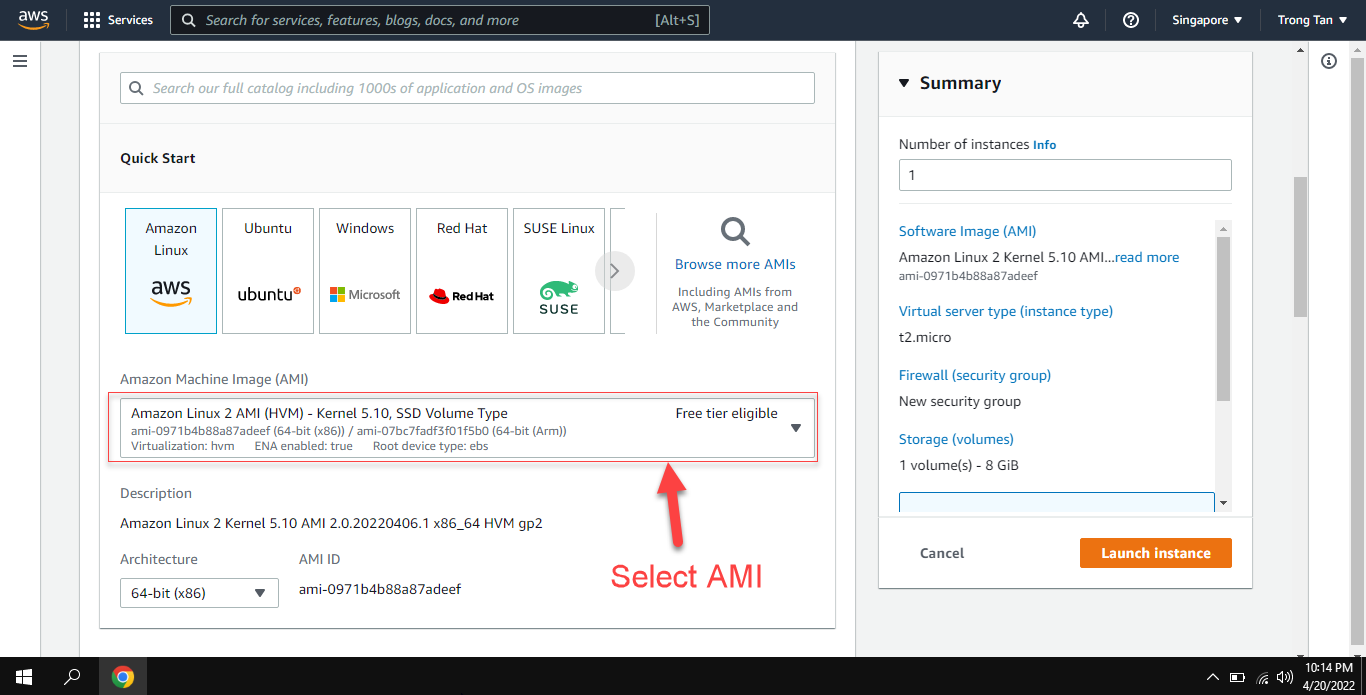 aws
Services
Search for services, features, blogs, docs, and more
[Alt+S]
Singapore
Trong Tan
Search our full catalog including 1000s of application and OS images
Quick Start
Amazon
Linux
aws
Ubuntu
ubuntu
Windows
Microsoft
Red Hat
Red Hat
SUSE Linux
SUSE
Browse more AMIs
Including AMIs from
AWS, Marketplace and
the Community
Amazon Machine Image (AMI)
Amazon Linux 2 AMI (HVM) - Kernel 5.10, SSD Volume Type
Free tier eligible
ami-0971b4b88a87adeef (64-bit (x86)) / ami-07bc7fadf3f01f5b0 (64-bit (Arm))
Virtualization: hvm ENA enabled: true Root device type: ebs
Description
Amazon Linux 2 Kernel 5.10 AMI 2.0.20220406.1 x86_64 HVM gp2
Architecture
64-bit (x86)
AMI ID
ami-0971b4b88a87adeef
Select AMI
Summary
Number of instances Info
1
Software Image (AMI)
Amazon Linux 2 Kernel 5.10 AMI...read more
ami-0971b4b88a87adeef
Virtual server type (instance type)
t2.micro
Firewall (security group)
New security group
Storage (volumes)
1 volume(s) - 8 GiB
Cancel
Launch instance
10:14 PM
4/20/2022